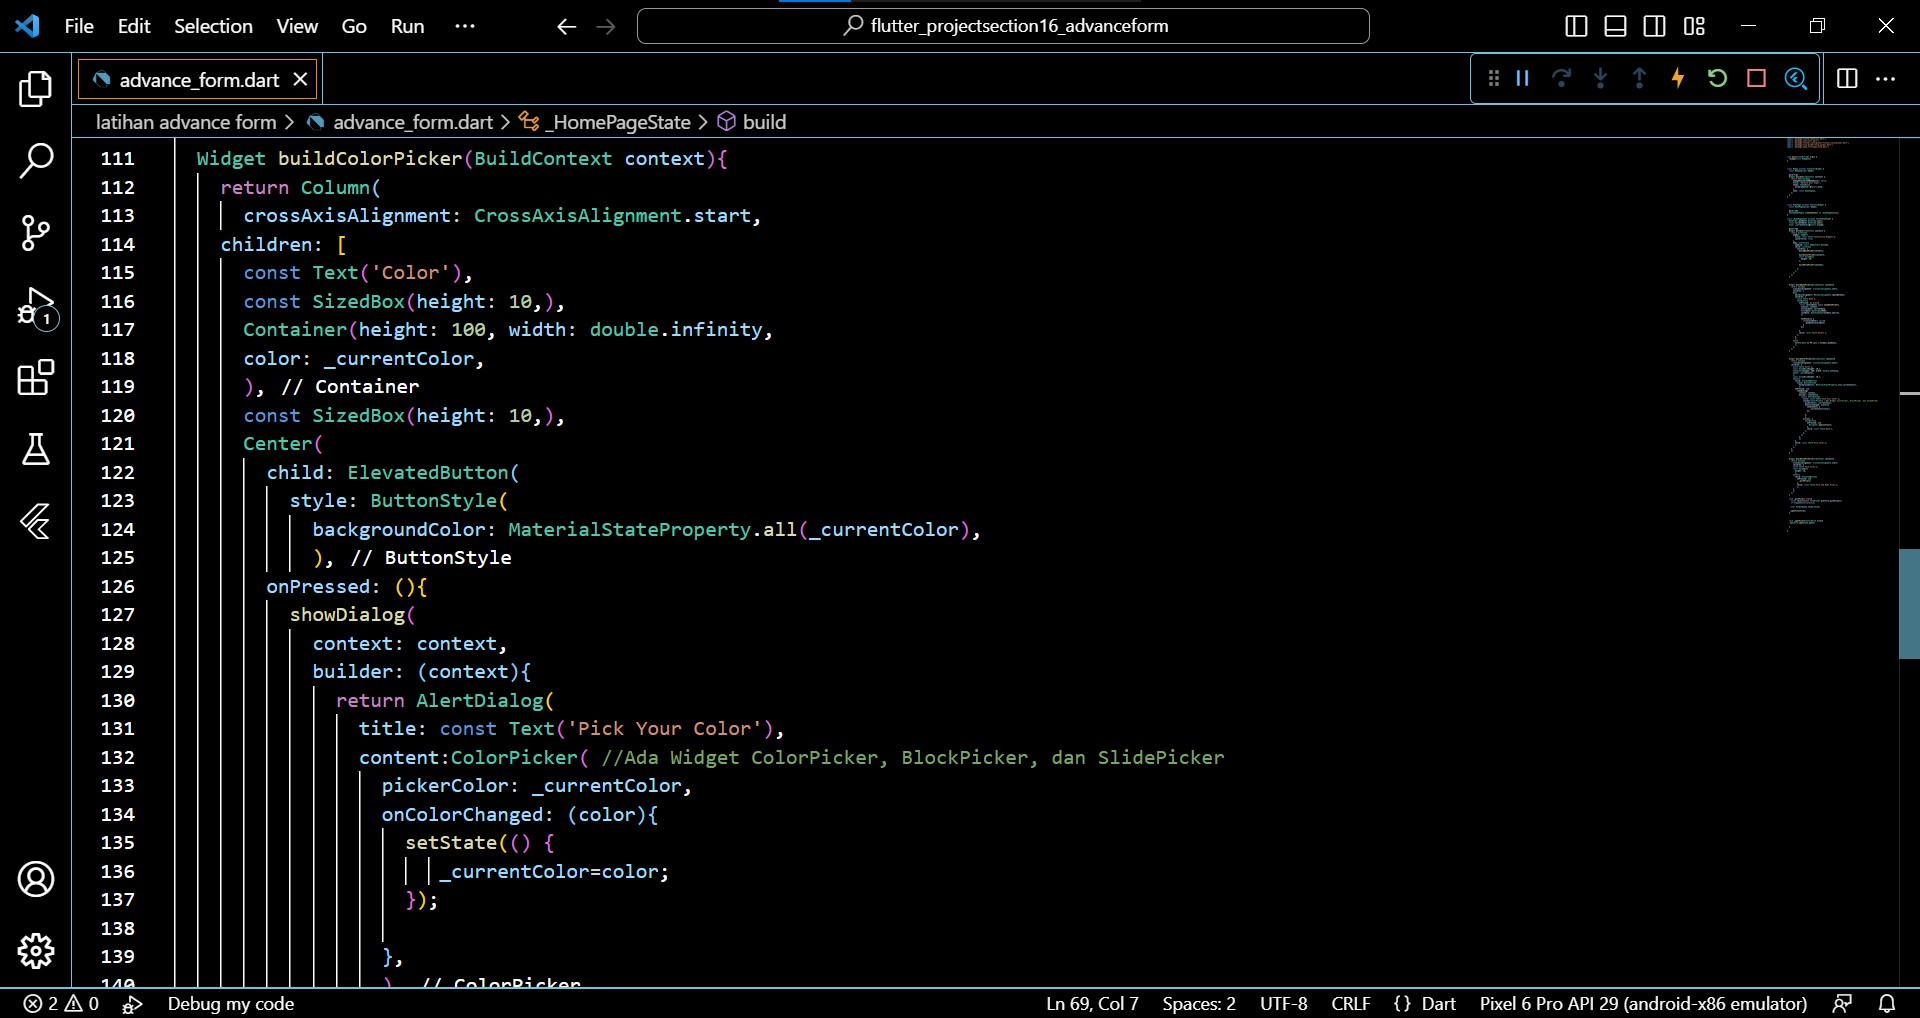 File Edit Selection View Go Run ··· flutter_projectsection16_advanceform
advance_form.dart
latihan advance form > advance_form.dart > _HomePageState > build
111 Widget buildColorPicker(BuildContext context){
112 return Column(
113 crossAxisAlignment: CrossAxisAlignment.start,
114 children: [
115 const Text('Color'),
116 const SizedBox(height: 10,),
117 Container(height: 100, width: double.infinity,
118 color: _currentColor,
119 ), // Container
120 const SizedBox(height: 10,),
121 Center(
122 child: ElevatedButton(
123 style: ButtonStyle(
124 backgroundColor: MaterialStateProperty.all(_currentColor),
125 ), // ButtonStyle
126 onPressed: (){
127 showDialog(
128 context: context,
129 builder: (context){
130 return AlertDialog(
131 title: const Text('Pick Your Color'),
132 content:ColorPicker( //Ada Widget ColorPicker, BlockPicker, dan SlidePicker
133 pickerColor: _currentColor,
134 onColorChanged: (color){
135 setState(() {
136 _currentColor=color;
137 });
138
139 },
140 ), // ColorPicker
1
2 0 Debug my code Ln 69, Col 7 Spaces: 2 UTF-8 CRLF {} Dart Pixel 6 Pro API 29 (android-x86 emulator)